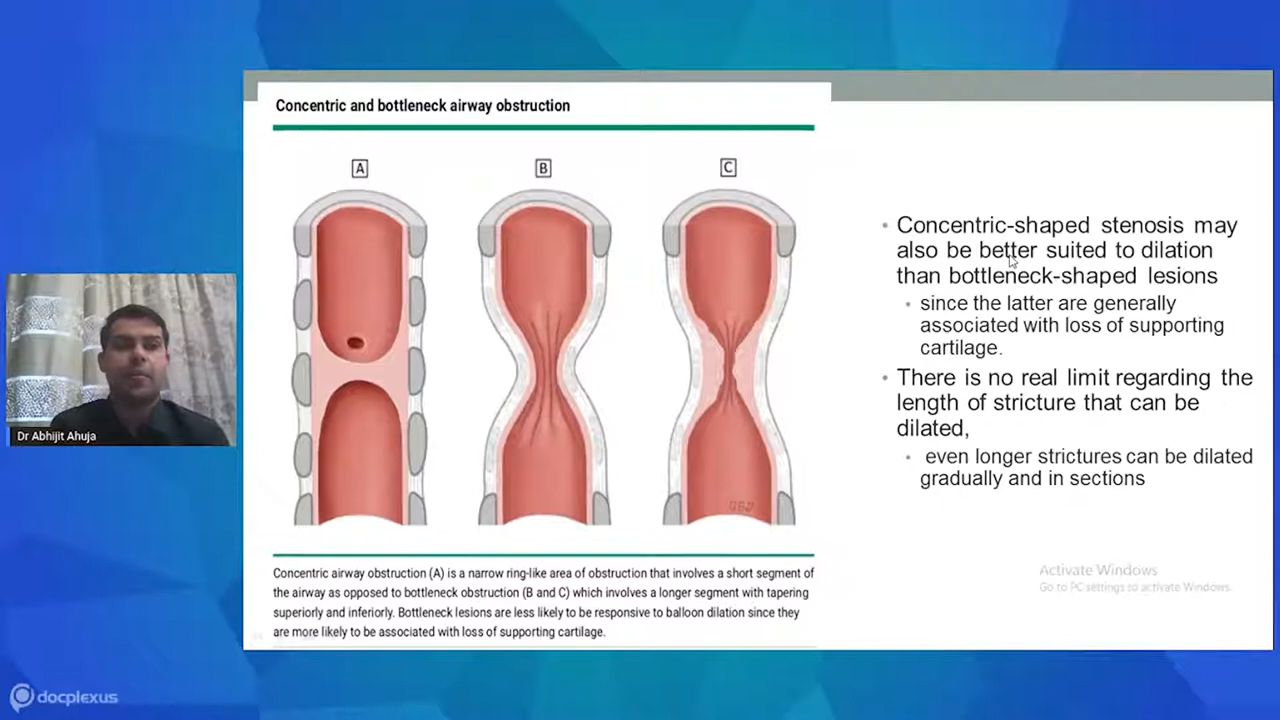 Concentric and bottleneck airway obstruction
A
B
C
Concentric airway obstruction (A) is a narrow ring-like area of obstruction that involves a short segment of
the airway as opposed to bottleneck obstruction (B and C) which involves a longer segment with tapering
superiorly and inferiorly. Bottleneck lesions are less likely to be responsive to balloon dilation since they
are more likely to be associated with loss of supporting cartilage.
• Concentric-shaped stenosis may
also be better suited to dilation
than bottleneck-shaped lesions
• since the latter are generally
associated with loss of supporting
cartilage.
• There is no real limit regarding the
length of stricture that can be
dilated,
• even longer strictures can be dilated
gradually and in sections
Activate Windows
Go to PC settings to activate Windows.
Dr Abhijit Ahuja
docplexus